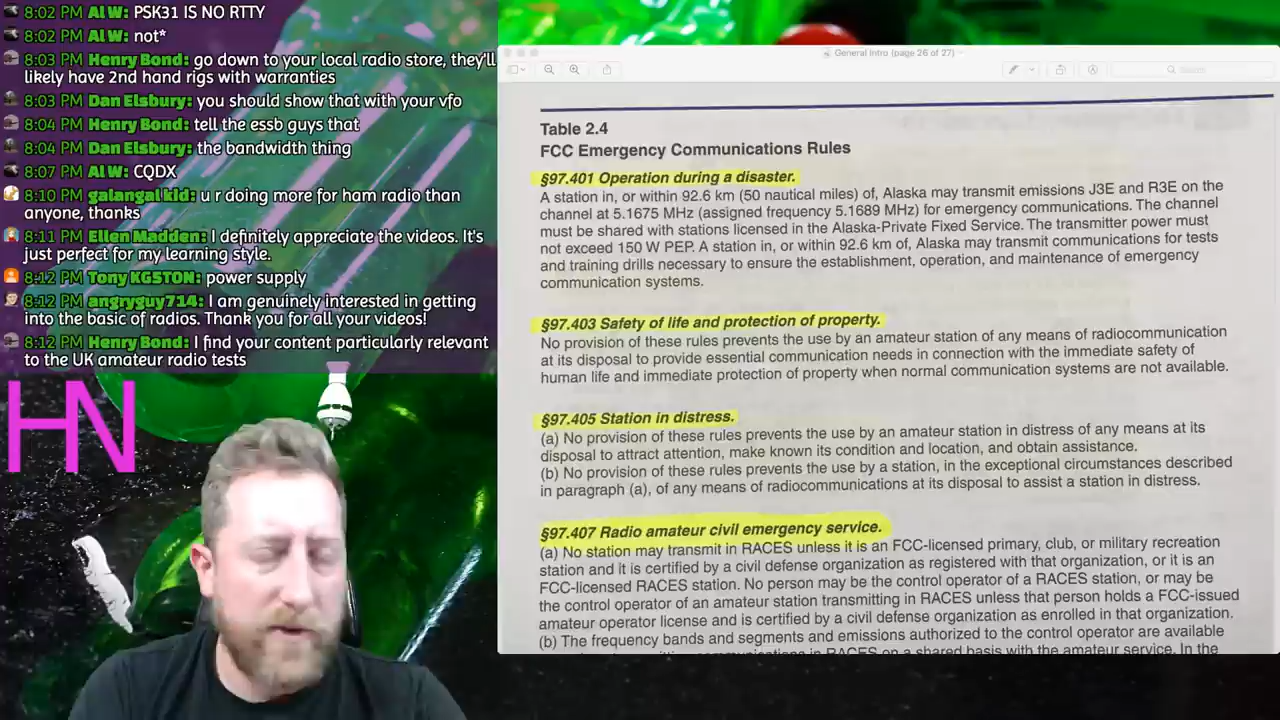 8:02 PM Al W: PSK31 IS NO RTTY
8:02 PM Al W: not*
8:03 PM Henry Bond: go down to your local radio store, they'll
likely have 2nd hand rigs with warranties
8:03 PM Dan Elsbury: you should show that with your vfo
8:04 PM Henry Bond: tell the essb guys that
8:04 PM Dan Elsbury: the bandwidth thing
8:07 PM Al W: CQDX
8:10 PM galangal kid: u r doing more for ham radio than
anyone, thanks
8:11 PM Ellen Madden: I definitely appreciate the videos. It's
just perfect for my learning style.
8:12 PM Tony KG5TON: power supply
8:12 PM angryguy714: I am genuinely interested in getting
into the basic of radios. Thank you for all your videos!
8:12 PM Henry Bond: I find your content particularly relevant
to the UK amateur radio tests
HN
General Intro (page 26 of 27)
Search
Table 2.4
FCC Emergency Communications Rules
§97.401 Operation during a disaster.
A station in, or within 92.6 km (50 nautical miles) of, Alaska may transmit emissions J3E and R3E on the
channel at 5.1675 MHz (assigned frequency 5.1689 MHz) for emergency communications. The channel
must be shared with stations licensed in the Alaska-Private Fixed Service. The transmitter power must
not exceed 150 W PEP. A station in, or within 92.6 km of, Alaska may transmit communications for tests
and training drills necessary to ensure the establishment, operation, and maintenance of emergency
communication systems.
§97.403 Safety of life and protection of property.
No provision of these rules prevents the use by an amateur station of any means of radiocommunication
at its disposal to provide essential communication needs in connection with the immediate safety of
human life and immediate protection of property when normal communication systems are not available.
§97.405 Station in distress.
(a) No provision of these rules prevents the use by an amateur station in distress of any means at its
disposal to attract attention, make known its condition and location, and obtain assistance.
(b) No provision of these rules prevents the use by a station, in the exceptional circumstances described
in paragraph (a), of any means of radiocommunications at its disposal to assist a station in distress.
§97.407 Radio amateur civil emergency service.
(a) No station may transmit in RACES unless it is an FCC-licensed primary, club, or military recreation
station and it is certified by a civil defense organization as registered with that organization, or it is an
FCC-licensed RACES station. No person may be the control operator of a RACES station, or may be
the control operator of an amateur station transmitting in RACES unless that person holds a FCC-issued
amateur operator license and is certified by a civil defense organization as enrolled in that organization.
(b) The frequency bands and segments and emissions authorized to the control operator are available
communications in RACES on a shared basis with the amateur service. In the